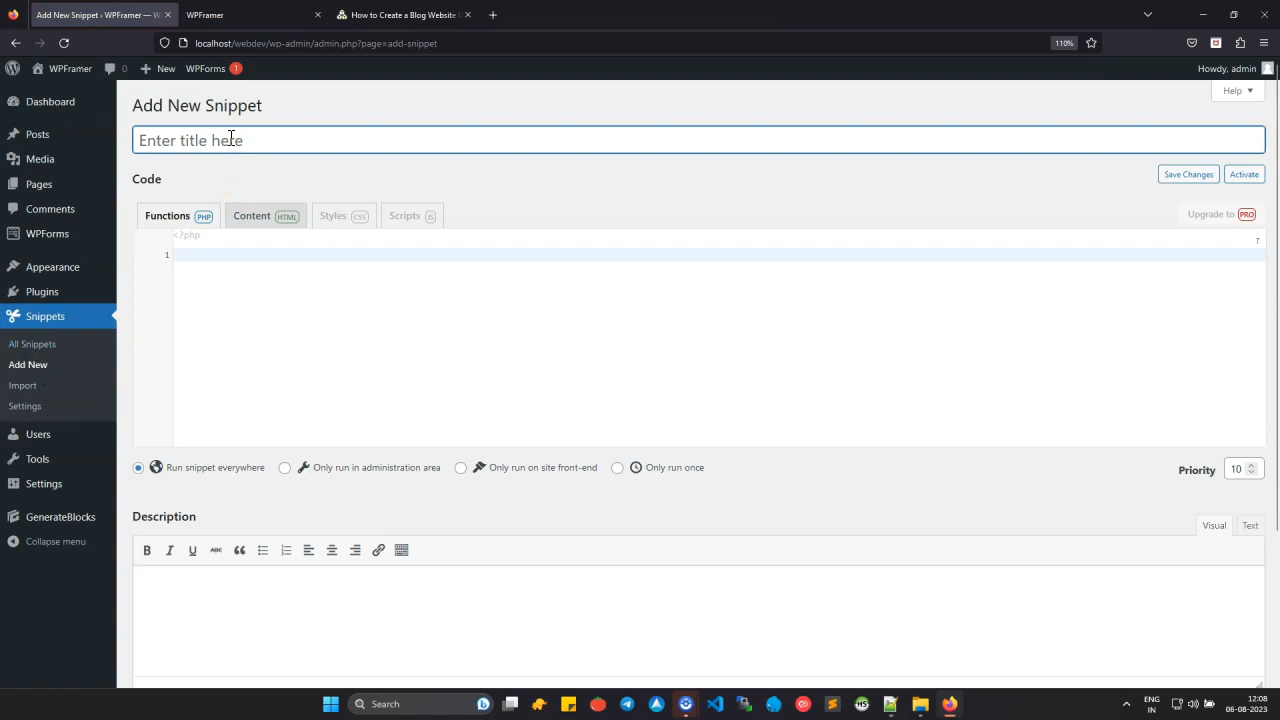 Add New Snippet ‹ WPFramer — W
WPFramer
How to Create a Blog Website
localhost/webdev/wp-admin/admin.php?page=add-snippet
110%
WPFramer
0
New
WPForms 1
Howdy, admin
Dashboard
Posts
Media
Pages
Comments
WPForms
Appearance
Plugins
Snippets
All Snippets
Add New
Import
Settings
Users
Tools
Settings
GenerateBlocks
Collapse menu
Help
Add New Snippet
Enter title here
Code
Save Changes
Activate
Functions PHP
Content HTML
Styles CSS
Scripts JS
Upgrade to PRO
<?php
?
1
Run snippet everywhere
Only run in administration area
Only run on site front-end
Only run once
Priority 10
Description
Visual
Text
B I U ABC
Search
HS
ENG
IN
12:08
06-08-2023